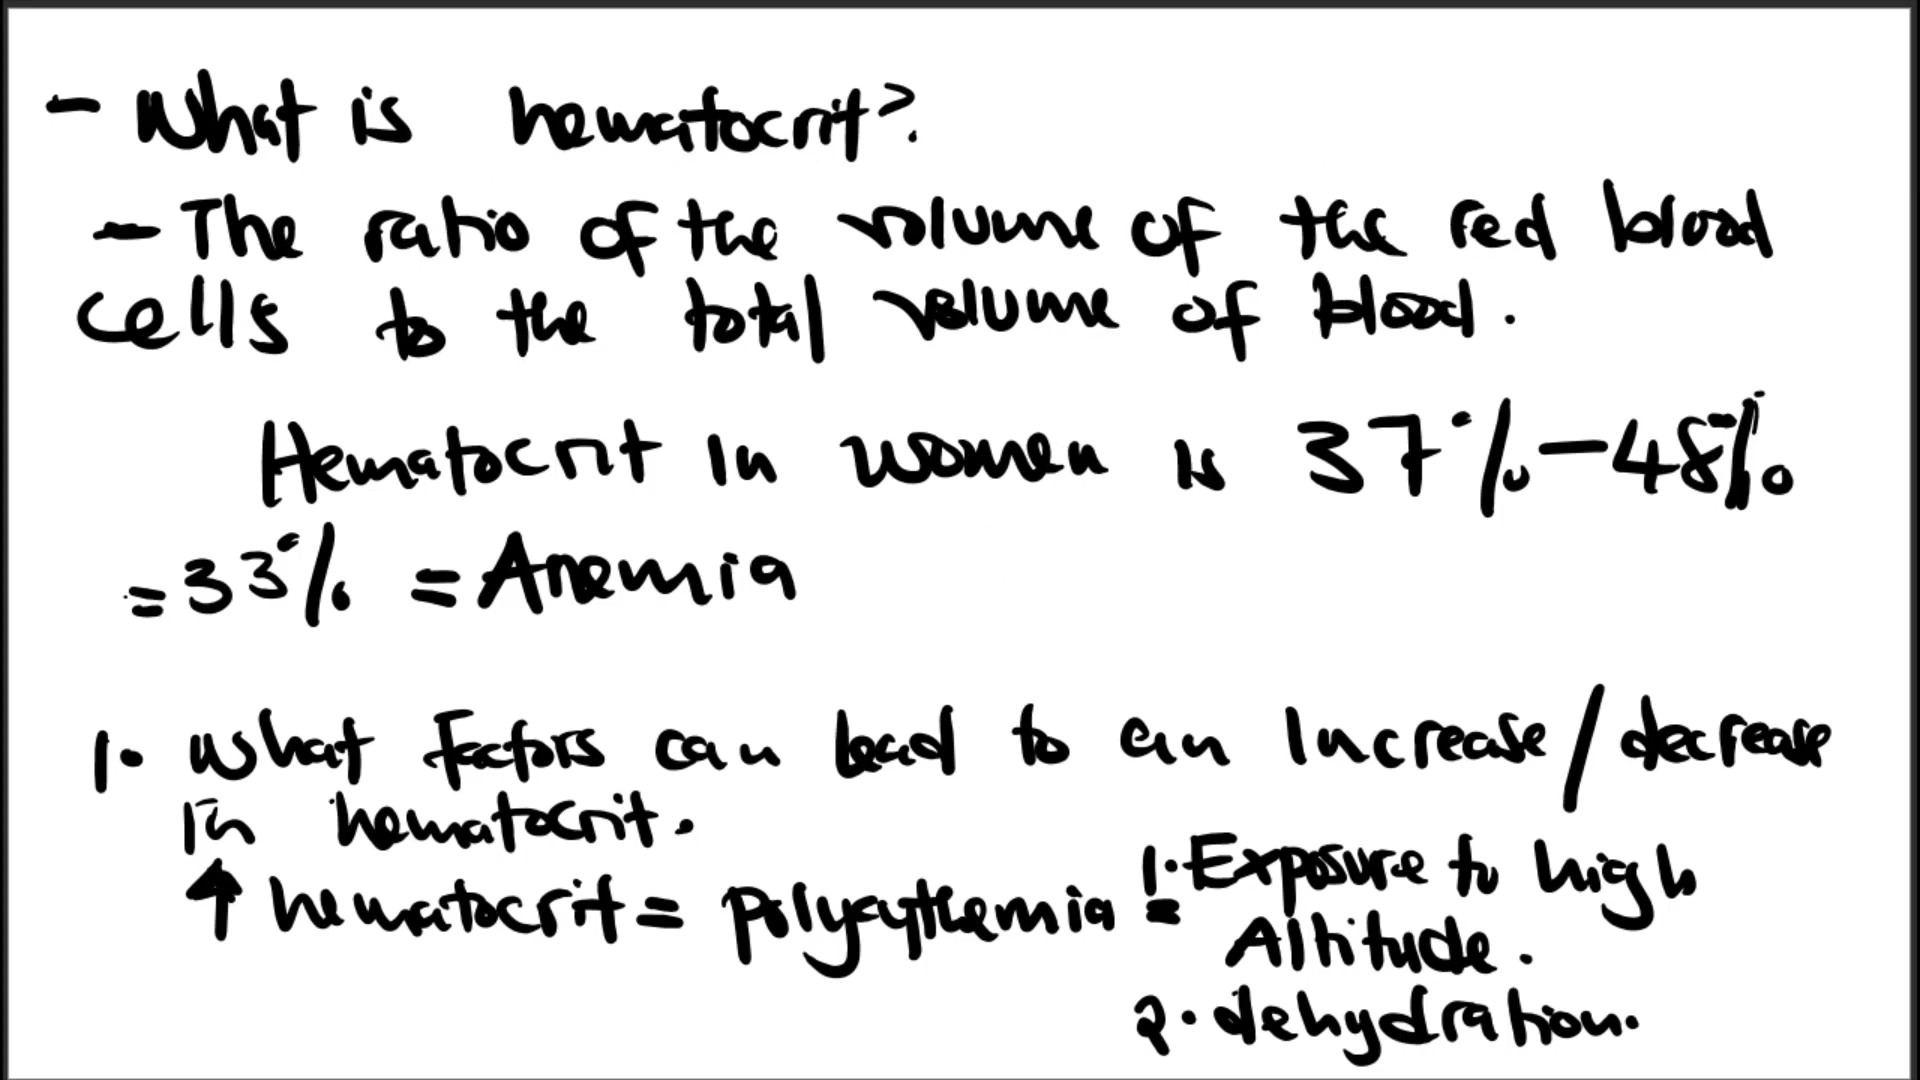 - What is hematocrit?
- The ratio of the volume of the red blood
cells to the total volume of blood.
Hematocrit in women is 37%-48%
= 33% = Anemia
1. What factors can lead to an Increase/decrease
in hematocrit.
↑ hematocrit = polycythemia = 1. Exposure to high
Altitude.
2. dehydration.